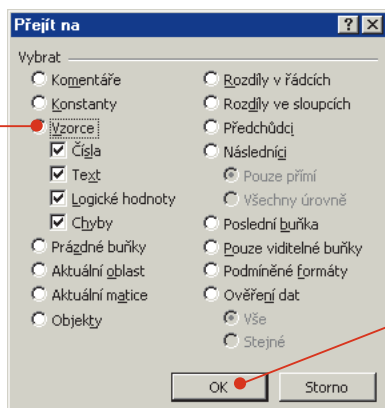 Přejít na
Vybrat
Komentáře
Konstanty
Vzorce
Čísla
Text
Logické hodnoty
Chyby
Prázdné buňky
Aktuální oblast
Aktuální matice
Objekty
Rozdíly v řádcích
Rozdíly ve sloupcích
Předchůdci
Následníci
Pouze přímí
Všechny úrovně
Poslední buňka
Pouze viditelné buňky
Podmíněné formáty
Ověření dat
Vše
Stejné
OK
Storno